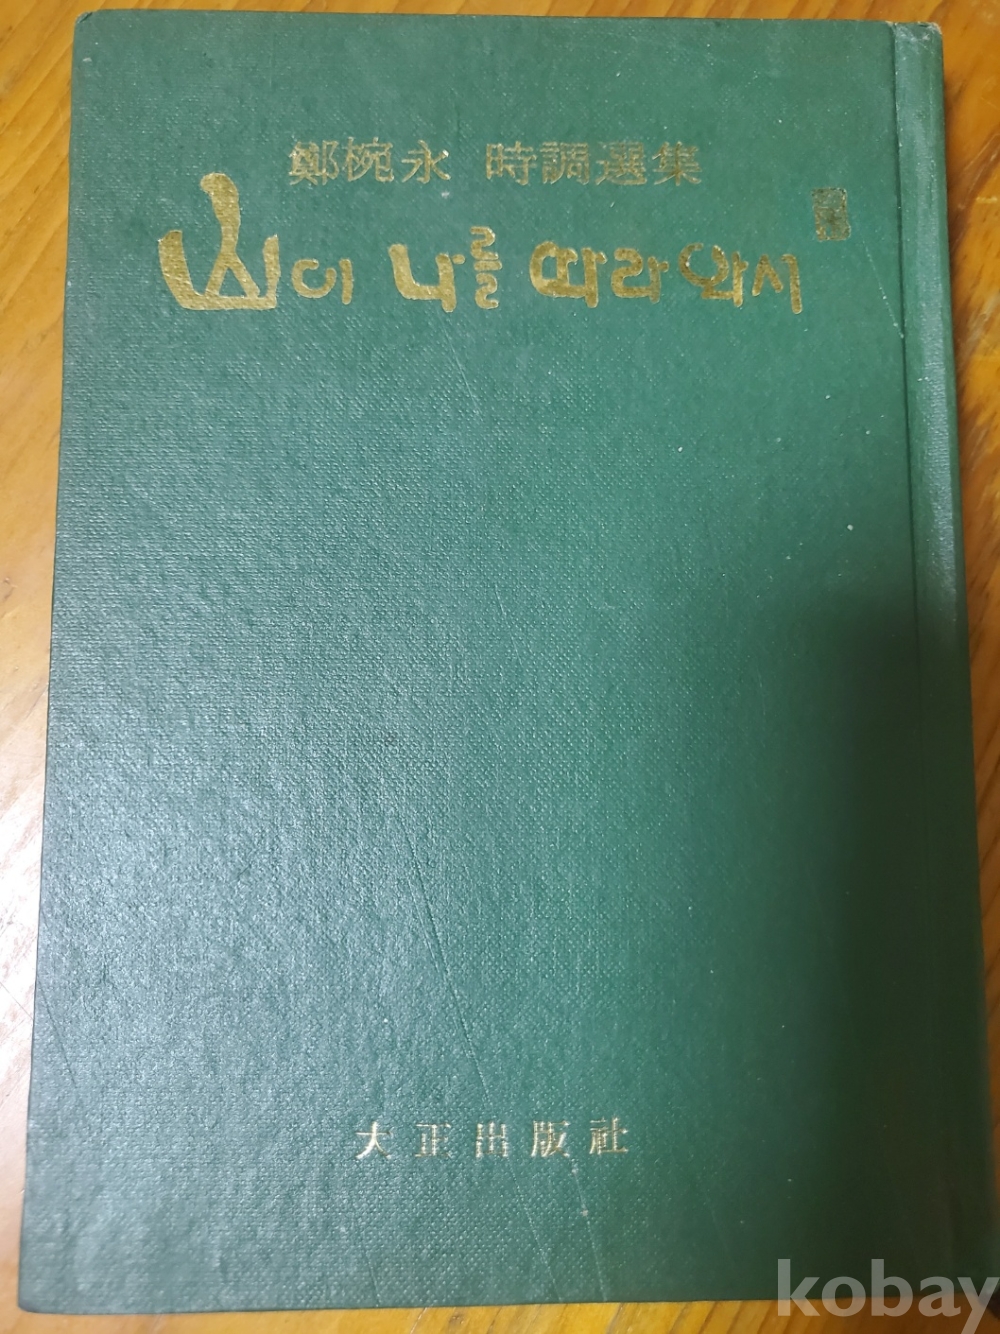 鄭椀永 時調選集
山이 나를 따라와서
大正出版社
kobay